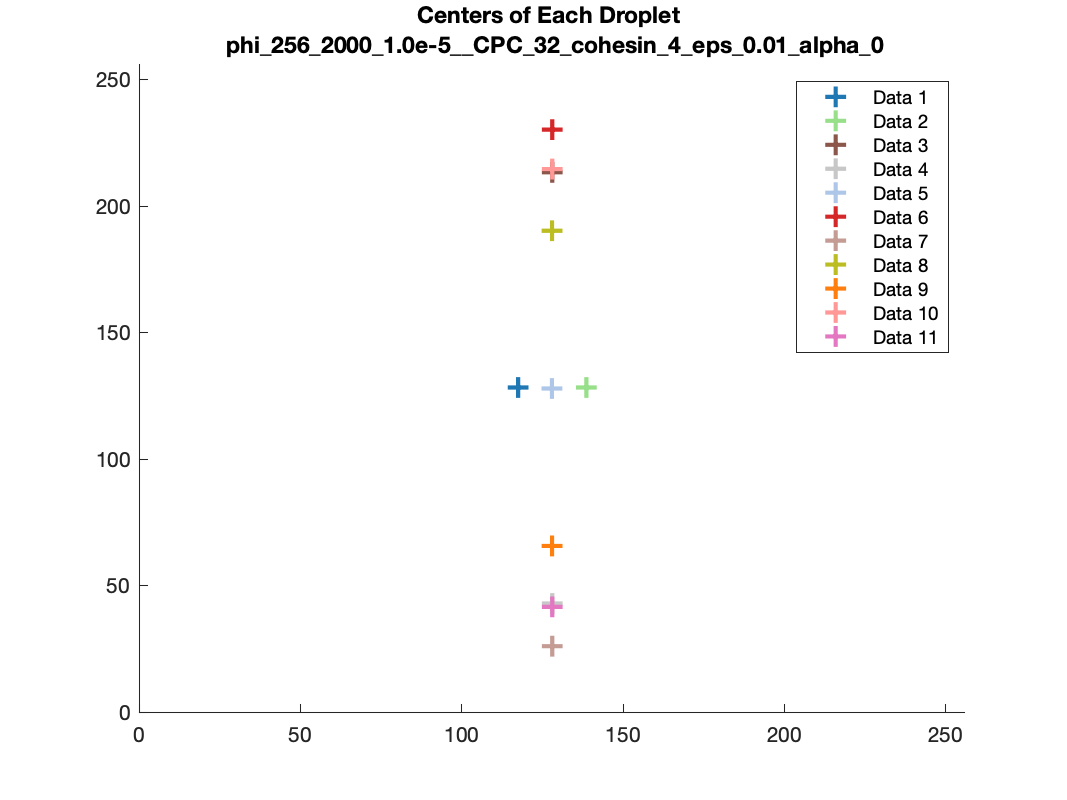 Centers of Each Droplet
phi_256_2000_1.0e-5__CPC_32_cohesin_4_eps_0.01_alpha_0
250
200
150
100
50
0
0 50 100 150 200 250
Data 1
Data 2
Data 3
Data 4
Data 5
Data 6
Data 7
Data 8
Data 9
Data 10
Data 11